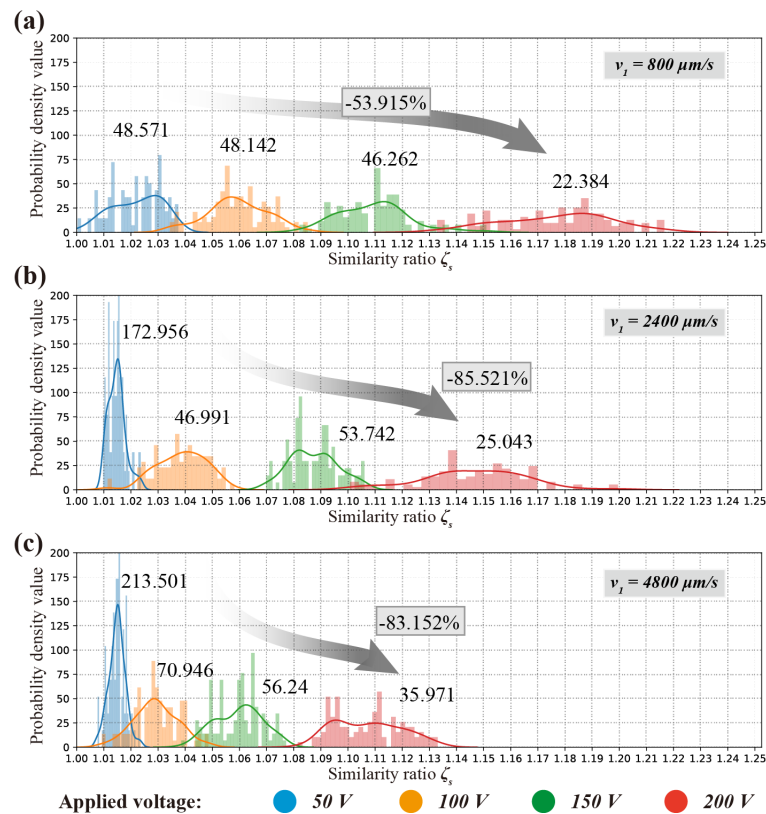 (a)
200
175
150
125
100
75
50
25
0
Probability density value
v1 = 800 μm/s
-53.915%
48.571
48.142
46.262
22.384
1.00 1.01 1.02 1.03 1.04 1.05 1.06 1.07 1.08 1.09 1.10 1.11 1.12 1.13 1.14 1.15 1.16 1.17 1.18 1.19 1.20 1.21 1.22 1.23 1.24 1.25
Similarity ratio ζs
(b)
200
175
150
125
100
75
50
25
0
Probability density value
v1 = 2400 μm/s
172.956
-85.521%
46.991
53.742
25.043
1.00 1.01 1.02 1.03 1.04 1.05 1.06 1.07 1.08 1.09 1.10 1.11 1.12 1.13 1.14 1.15 1.16 1.17 1.18 1.19 1.20 1.21 1.22 1.23 1.24 1.25
Similarity ratio ζs
(c)
200
175
150
125
100
75
50
25
0
Probability density value
v1 = 4800 μm/s
213.501
-83.152%
70.946
56.24
35.971
1.00 1.01 1.02 1.03 1.04 1.05 1.06 1.07 1.08 1.09 1.10 1.11 1.12 1.13 1.14 1.15 1.16 1.17 1.18 1.19 1.20 1.21 1.22 1.23 1.24 1.25
Similarity ratio ζs
Applied voltage: 50 V 100 V 150 V 200 V